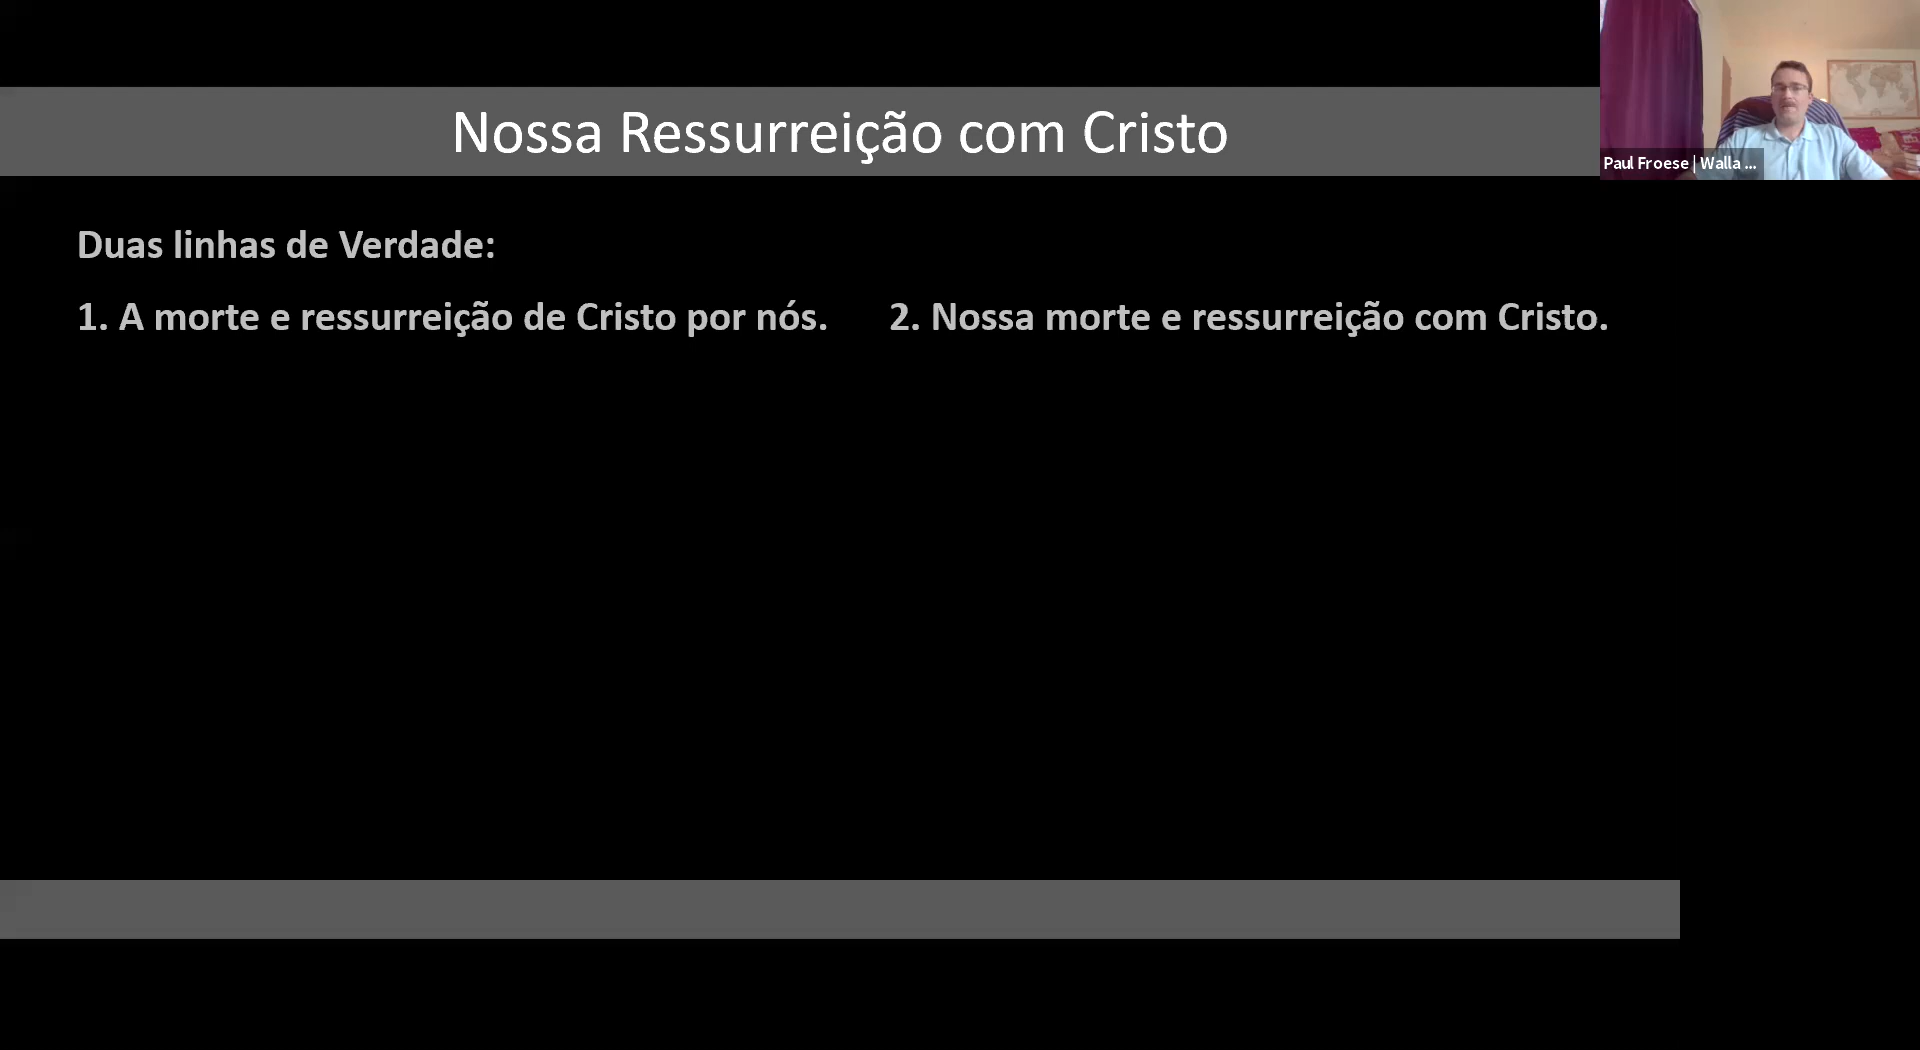 Nossa Ressurreição com Cristo
Paul Froese | Walla ...
Duas linhas de Verdade:
1. A morte e ressurreição de Cristo por nós. 2. Nossa morte e ressurreição com Cristo.